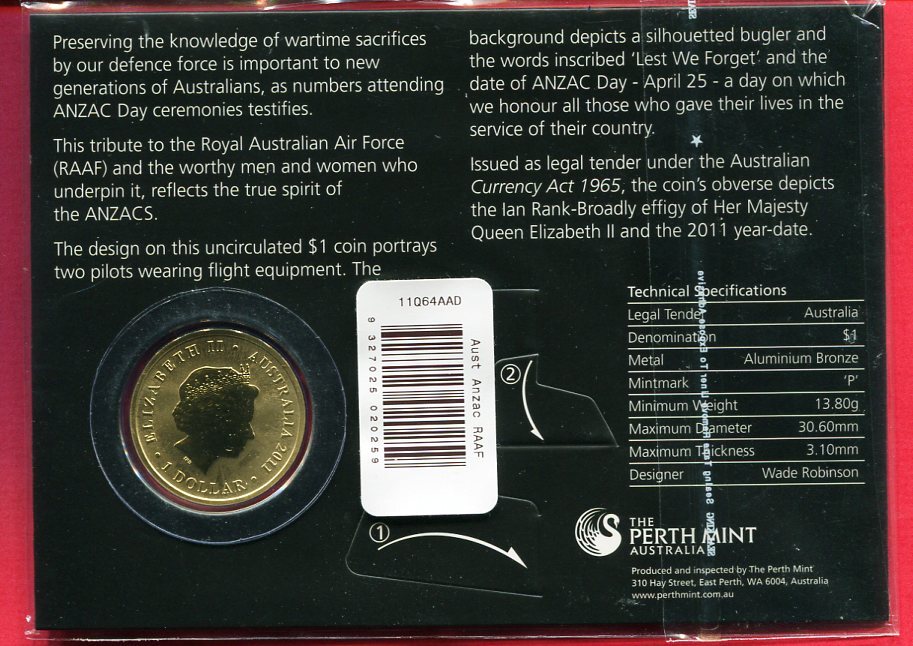 Preserving the knowledge of wartime sacrifices
by our defence force is important to new
generations of Australians, as numbers attending
ANZAC Day ceremonies testifies.
This tribute to the Royal Australian Air Force
(RAAF) and the worthy men and women who
underpin it, reflects the true spirit of
the ANZACS.
The design on this uncirculated $1 coin portrays
two pilots wearing flight equipment. The
background depicts a silhouetted bugler and
the words inscribed 'Lest We Forget' and the
date of ANZAC Day - April 25 - a day on which
we honour all those who gave their lives in the
service of their country.
Issued as legal tender under the Australian
Currency Act 1965, the coin's obverse depicts
the Ian Rank-Broadly effigy of Her Majesty
Queen Elizabeth II and the 2011 year-date.
ELIZABETH II • AUSTRALIA 2011
• 1 DOLLAR •
11Q64AAD
9 327025 020259
Aust Anzac RAAF
②
①
Technical Specifications
Legal Tender Australia
Denomination $1
Metal Aluminium Bronze
Mintmark 'P'
Minimum Weight 13.80g
Maximum Diameter 30.60mm
Maximum Thickness 3.10mm
Designer Wade Robinson
THE
PERTH MINT
AUSTRALIA
Produced and inspected by The Perth Mint
310 Hay Street, East Perth, WA 6004, Australia
www.perthmint.com.au